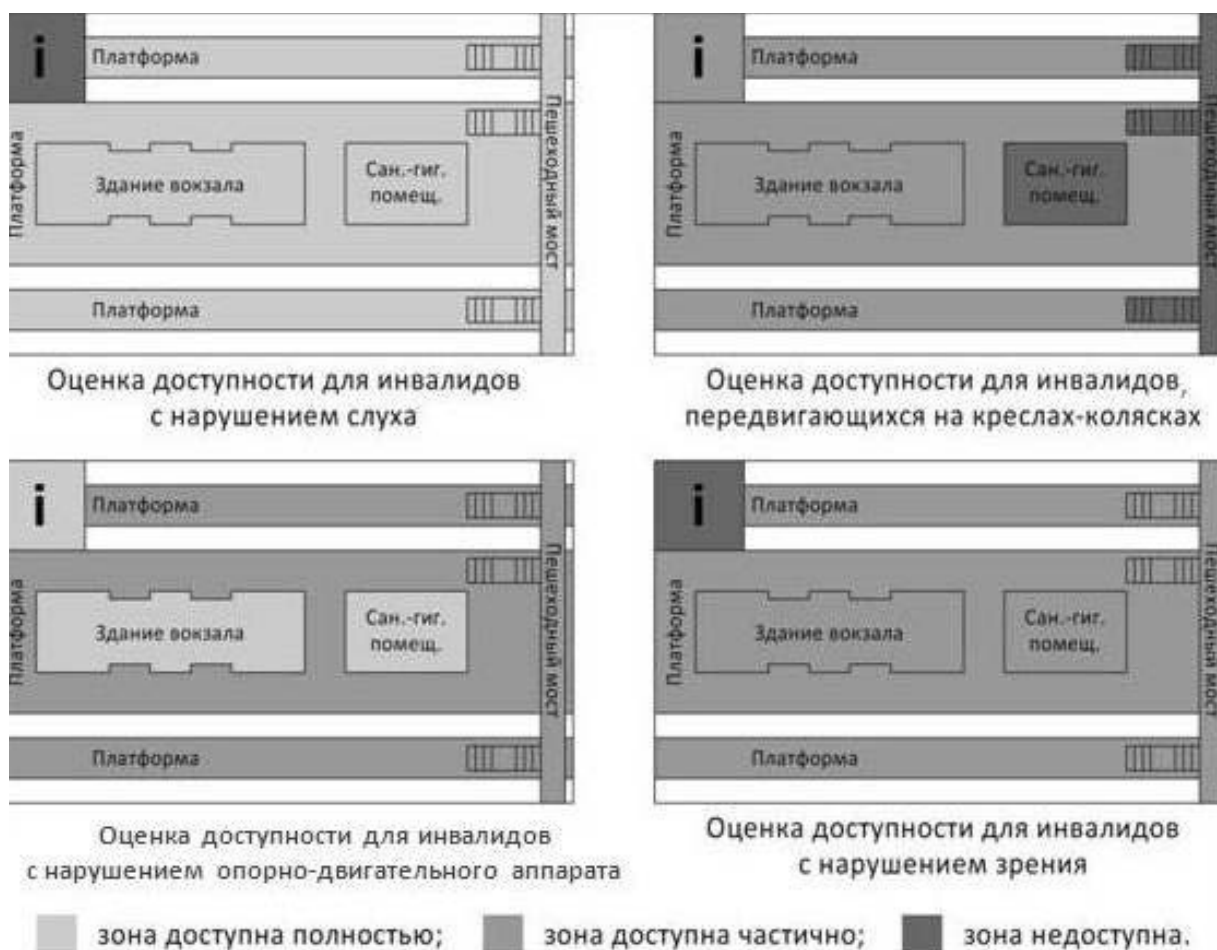 i
Платформа
Пешеходный мост
Платформа
Здание вокзала
Сан.-гиг.
помещ.
Платформа
Оценка доступности для инвалидов
с нарушением слуха
i
Платформа
Пешеходный мост
Платформа
Здание вокзала
Сан.-гиг.
помещ.
Платформа
Оценка доступности для инвалидов,
передвигающихся на креслах-колясках
i
Платформа
Пешеходный мост
Платформа
Здание вокзала
Сан.-гиг.
помещ.
Платформа
Оценка доступности для инвалидов
с нарушением опорно-двигательного аппарата
i
Платформа
Пешеходный мост
Платформа
Здание вокзала
Сан.-гиг.
помещ.
Платформа
Оценка доступности для инвалидов
с нарушением зрения
зона доступна полностью; зона доступна частично; зона недоступна.